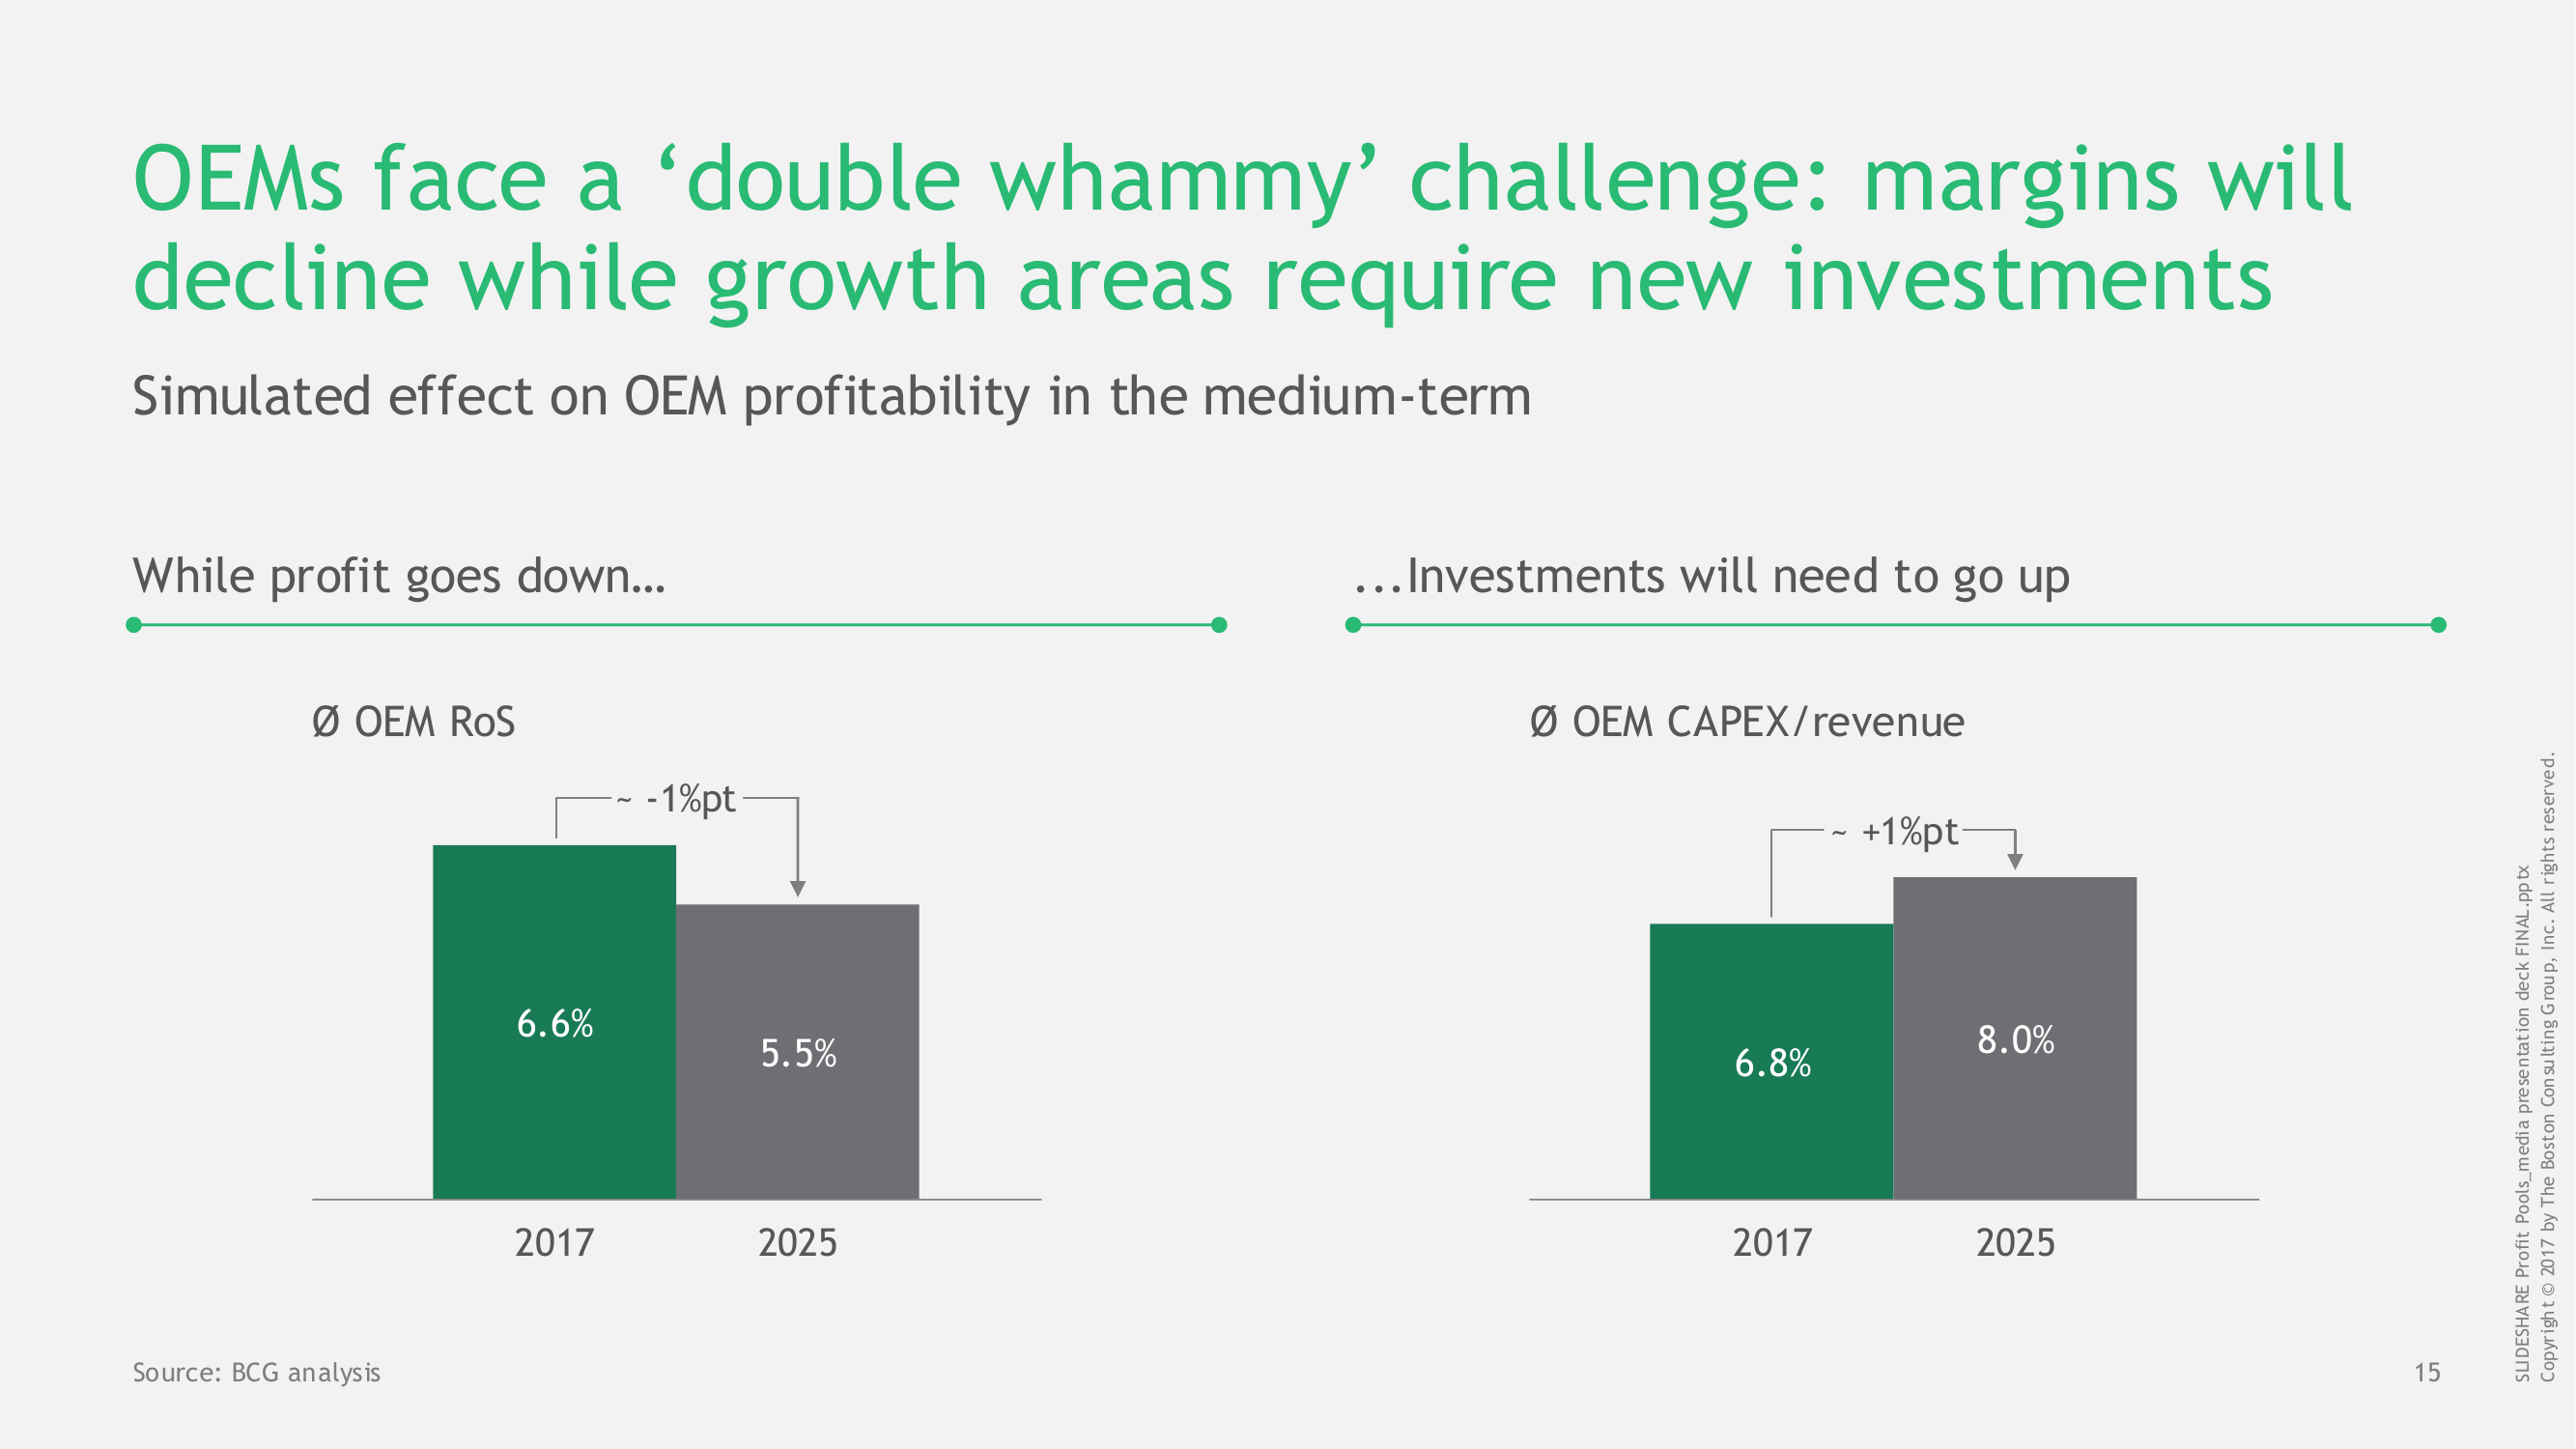 OEMs face a ‘double whammy’ challenge: margins will
decline while growth areas require new investments
Simulated effect on OEM profitability in the medium-term
While profit goes down…
Ø OEM RoS
~ -1%pt
6.6%
5.5%
2017
2025
...Investments will need to go up
Ø OEM CAPEX/revenue
~ +1%pt
6.8%
8.0%
2017
2025
Source: BCG analysis
15
SLIDESHARE Profit Pools_media presentation deck FINAL.pptx
Copyright © 2017 by The Boston Consulting Group, Inc. All rights reserved.